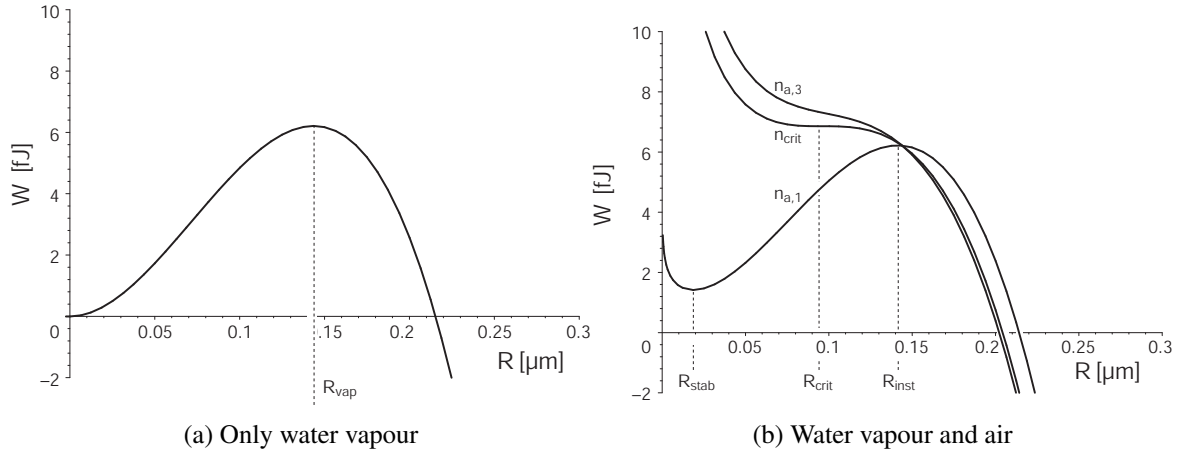 10
8
6
4
2
0
−2
W [fJ]
0.05
0.1
0.15
0.2
0.25
0.3
R [µm]
R_vap
(a) Only water vapour
10
8
6
4
2
0
−2
W [fJ]
n_a,3
n_crit
n_a,1
0.05
0.1
0.15
0.2
0.25
0.3
R [µm]
R_stab
R_crit
R_inst
(b) Water vapour and air